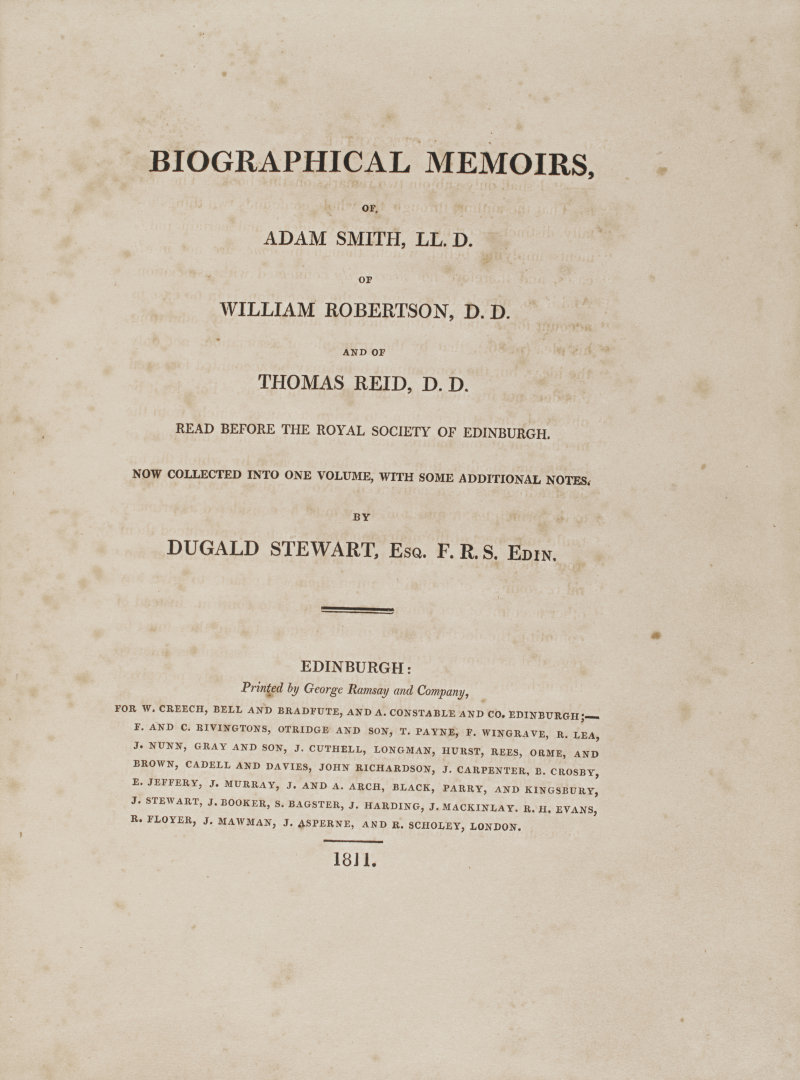 BIOGRAPHICAL MEMOIRS,
OF,
ADAM SMITH, LL. D.
OF
WILLIAM ROBERTSON, D. D.
AND OF
THOMAS REID, D. D.
READ BEFORE THE ROYAL SOCIETY OF EDINBURGH.
NOW COLLECTED INTO ONE VOLUME, WITH SOME ADDITIONAL NOTES.
BY
DUGALD STEWART, Esq. F. R. S. Edin.
EDINBURGH:
Printed by George Ramsay and Company,
FOR W. CREECH, BELL AND BRADFUTE, AND A. CONSTABLE AND CO. EDINBURGH;—
F. AND C. RIVINGTONS, OTRIDGE AND SON, T. PAYNE, F. WINGRAVE, R. LEA,
J. NUNN, GRAY AND SON, J. CUTHELL, LONGMAN, HURST, REES, ORME, AND
BROWN, CADELL AND DAVIES, JOHN RICHARDSON, J. CARPENTER, B. CROSBY,
E. JEFFERY, J. MURRAY, J. AND A. ARCH, BLACK, PARRY, AND KINGSBURY,
J. STEWART, J. BOOKER, S. BAGSTER, J. HARDING, J. MACKINLAY. R. H. EVANS,
R. FLOYER, J. MAWMAN, J. ASPERNE, AND R. SCHOLEY, LONDON.
1811.